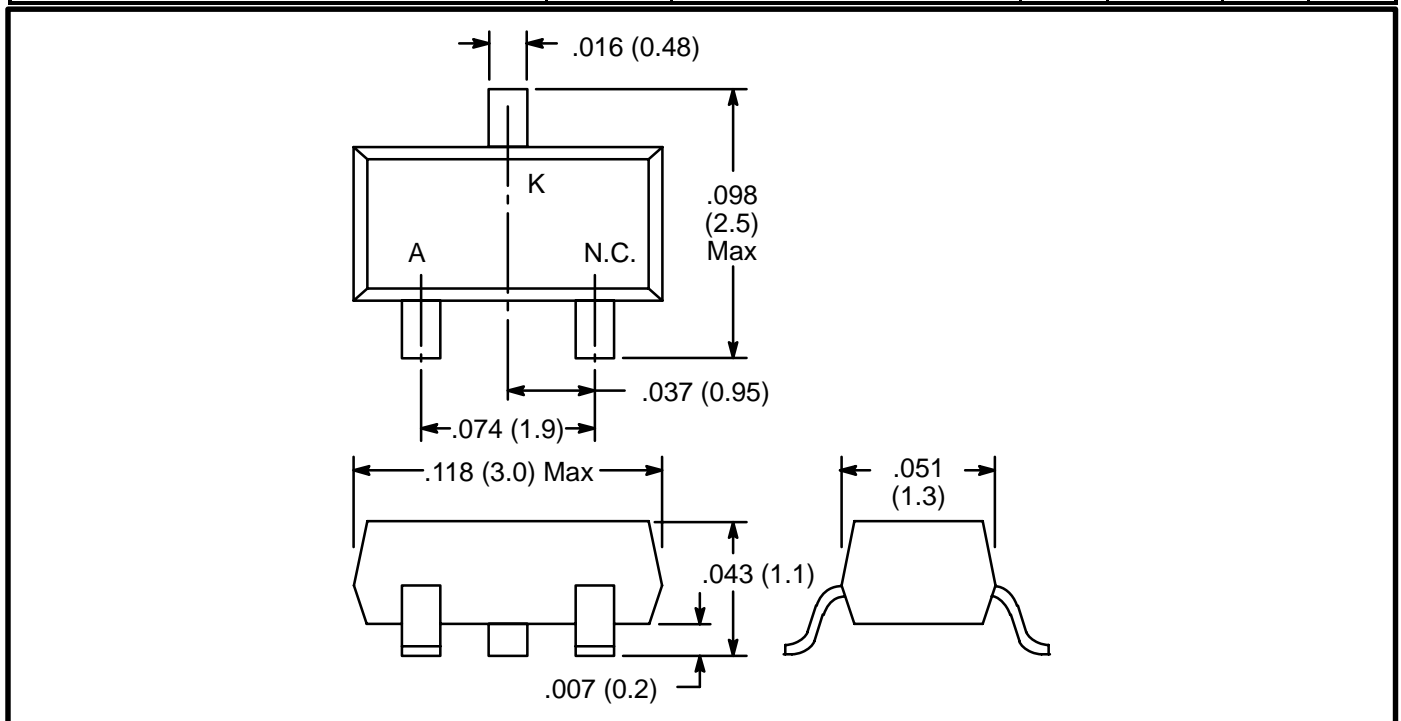 .016 (0.48)
K
.098
(2.5)
Max
A
N.C.
.037 (0.95)
.074 (1.9)
.118 (3.0) Max
.051
(1.3)
.043 (1.1)
.007 (0.2)